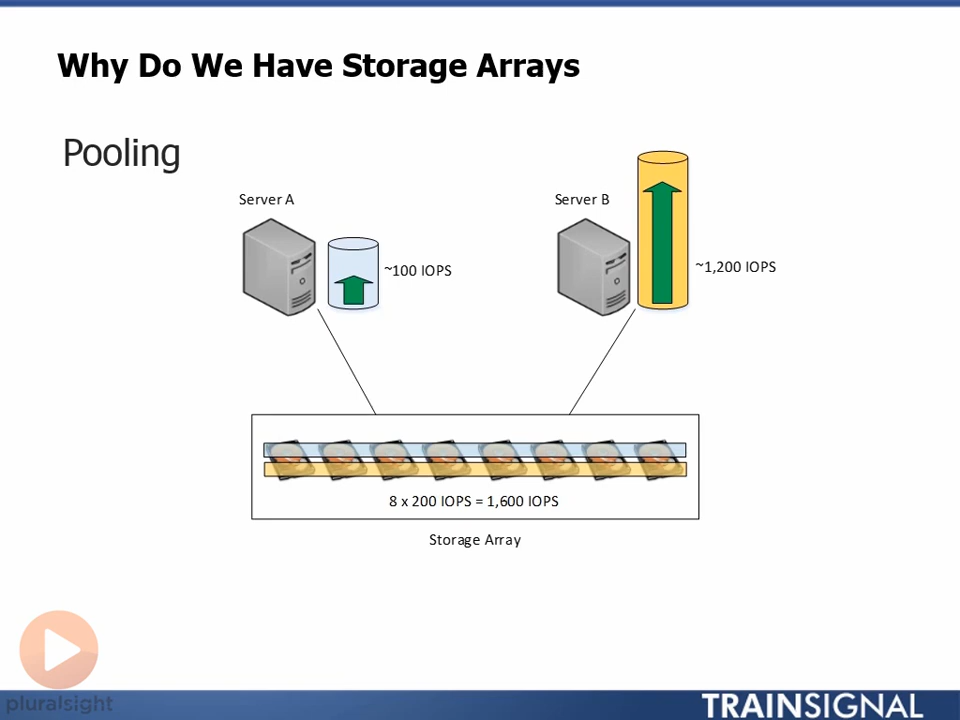 Why Do We Have Storage Arrays
Pooling
Server A
Server B
~100 IOPS
~1,200 IOPS
8 x 200 IOPS = 1,600 IOPS
Storage Array
pluralsight
TRAINSIGNAL